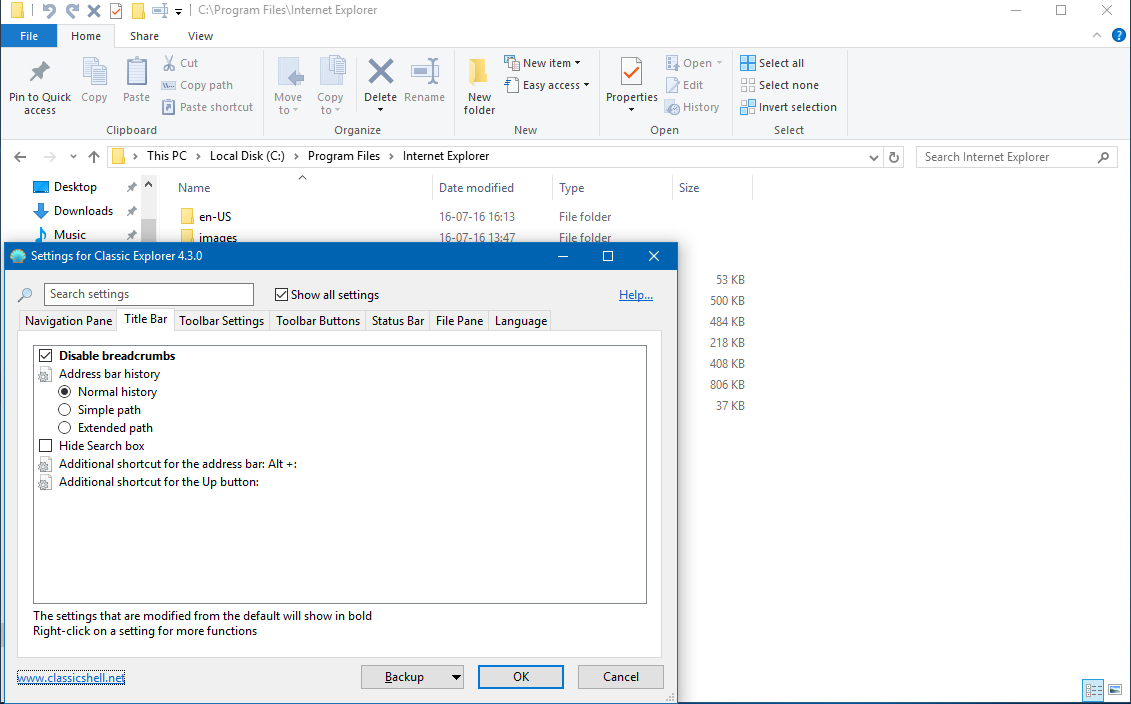 C:\Program Files\Internet Explorer
File Home Share View
Pin to Quick access
Copy
Paste
Cut
Copy path
Paste shortcut
Clipboard
Move to
Copy to
Delete
Rename
Organize
New folder
New item
Easy access
New
Properties
Open
Edit
History
Open
Select all
Select none
Invert selection
Select
This PC > Local Disk (C:) > Program Files > Internet Explorer
Search Internet Explorer
Desktop
Downloads
Music
Name Date modified Type Size
en-US 16-07-16 16:13 File folder
images 16-07-16 13:47 File folder
53 KB
500 KB
484 KB
218 KB
408 KB
806 KB
37 KB
Settings for Classic Explorer 4.3.0
Search settings
Show all settings
Help...
Navigation Pane Title Bar Toolbar Settings Toolbar Buttons Status Bar File Pane Language
Disable breadcrumbs
Address bar history
Normal history
Simple path
Extended path
Hide Search box
Additional shortcut for the address bar: Alt +:
Additional shortcut for the Up button:
The settings that are modified from the default will show in bold
Right-click on a setting for more functions
www.classicshell.net
Backup OK Cancel